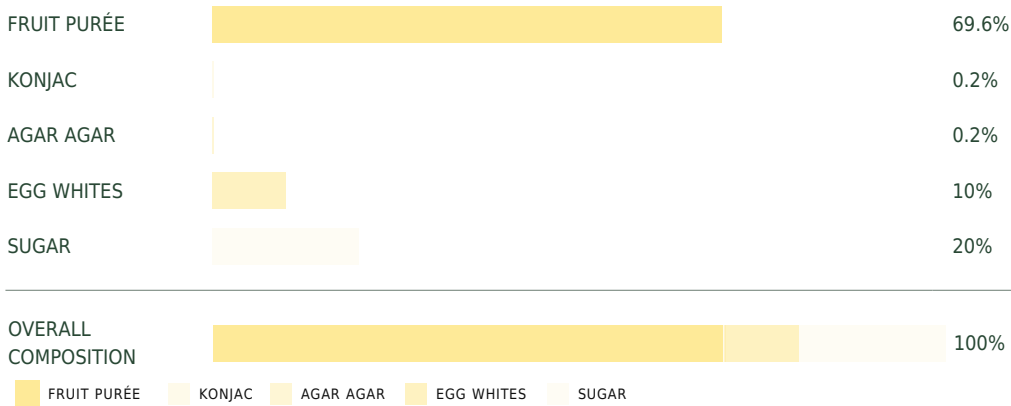 FRUIT PURÉE 69.6%
KONJAC 0.2%
AGAR AGAR 0.2%
EGG WHITES 10%
SUGAR 20%
OVERALL
COMPOSITION 100%
FRUIT PURÉE KONJAC AGAR AGAR EGG WHITES SUGAR